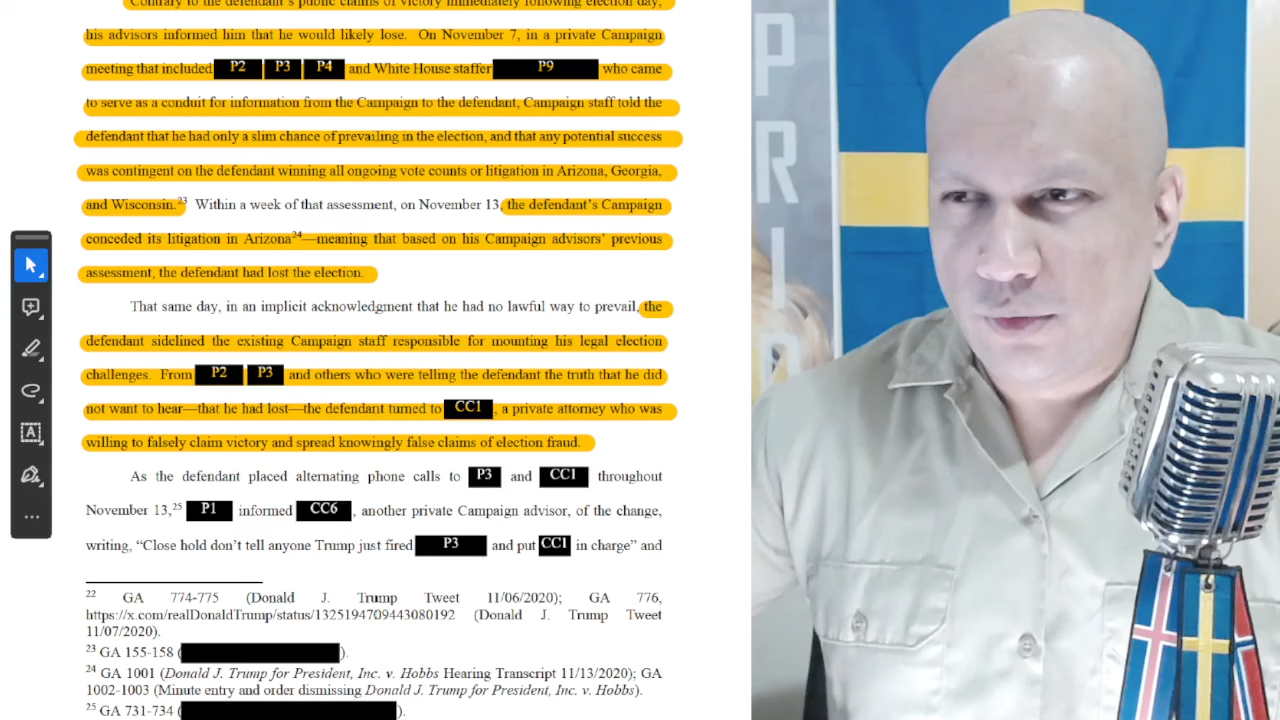 Contrary to the defendant's public claims of victory immediately following election day,
his advisors informed him that he would likely lose. On November 7, in a private Campaign
meeting that included P2 P3 P4 and White House staffer P9 who came
to serve as a conduit for information from the Campaign to the defendant, Campaign staff told the
defendant that he had only a slim chance of prevailing in the election, and that any potential success
was contingent on the defendant winning all ongoing vote counts or litigation in Arizona, Georgia,
and Wisconsin.23 Within a week of that assessment, on November 13, the defendant's Campaign
conceded its litigation in Arizona24—meaning that based on his Campaign advisors' previous
assessment, the defendant had lost the election.
That same day, in an implicit acknowledgment that he had no lawful way to prevail, the
defendant sidelined the existing Campaign staff responsible for mounting his legal election
challenges. From P2 P3 and others who were telling the defendant the truth that he did
not want to hear—that he had lost—the defendant turned to CC1, a private attorney who was
willing to falsely claim victory and spread knowingly false claims of election fraud.
As the defendant placed alternating phone calls to P3 and CC1 throughout
November 13,25 P1 informed CC6, another private Campaign advisor, of the change,
writing, “Close hold don't tell anyone Trump just fired P3 and put CC1 in charge” and
22 GA 774-775 (Donald J. Trump Tweet 11/06/2020); GA 776,
https://x.com/realDonaldTrump/status/1325194709443080192 (Donald J. Trump Tweet
11/07/2020).
23 GA 155-158 ( ).
24 GA 1001 (Donald J. Trump for President, Inc. v. Hobbs Hearing Transcript 11/13/2020); GA
1002-1003 (Minute entry and order dismissing Donald J. Trump for President, Inc. v. Hobbs).
25 GA 731-734 ( ).
PRID